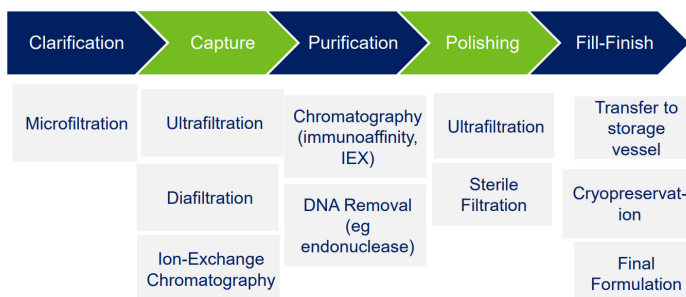 Clarification
Capture
Purification
Polishing
Fill-Finish
Microfiltration
Ultrafiltration
Diafiltration
Ion-Exchange
Chromatography
Chromatography
(immunoaffinity,
IEX)
DNA Removal
(eg
endonuclease)
Ultrafiltration
Sterile
Filtration
Transfer to
storage
vessel
Cryopreservat-
ion
Final
Formulation